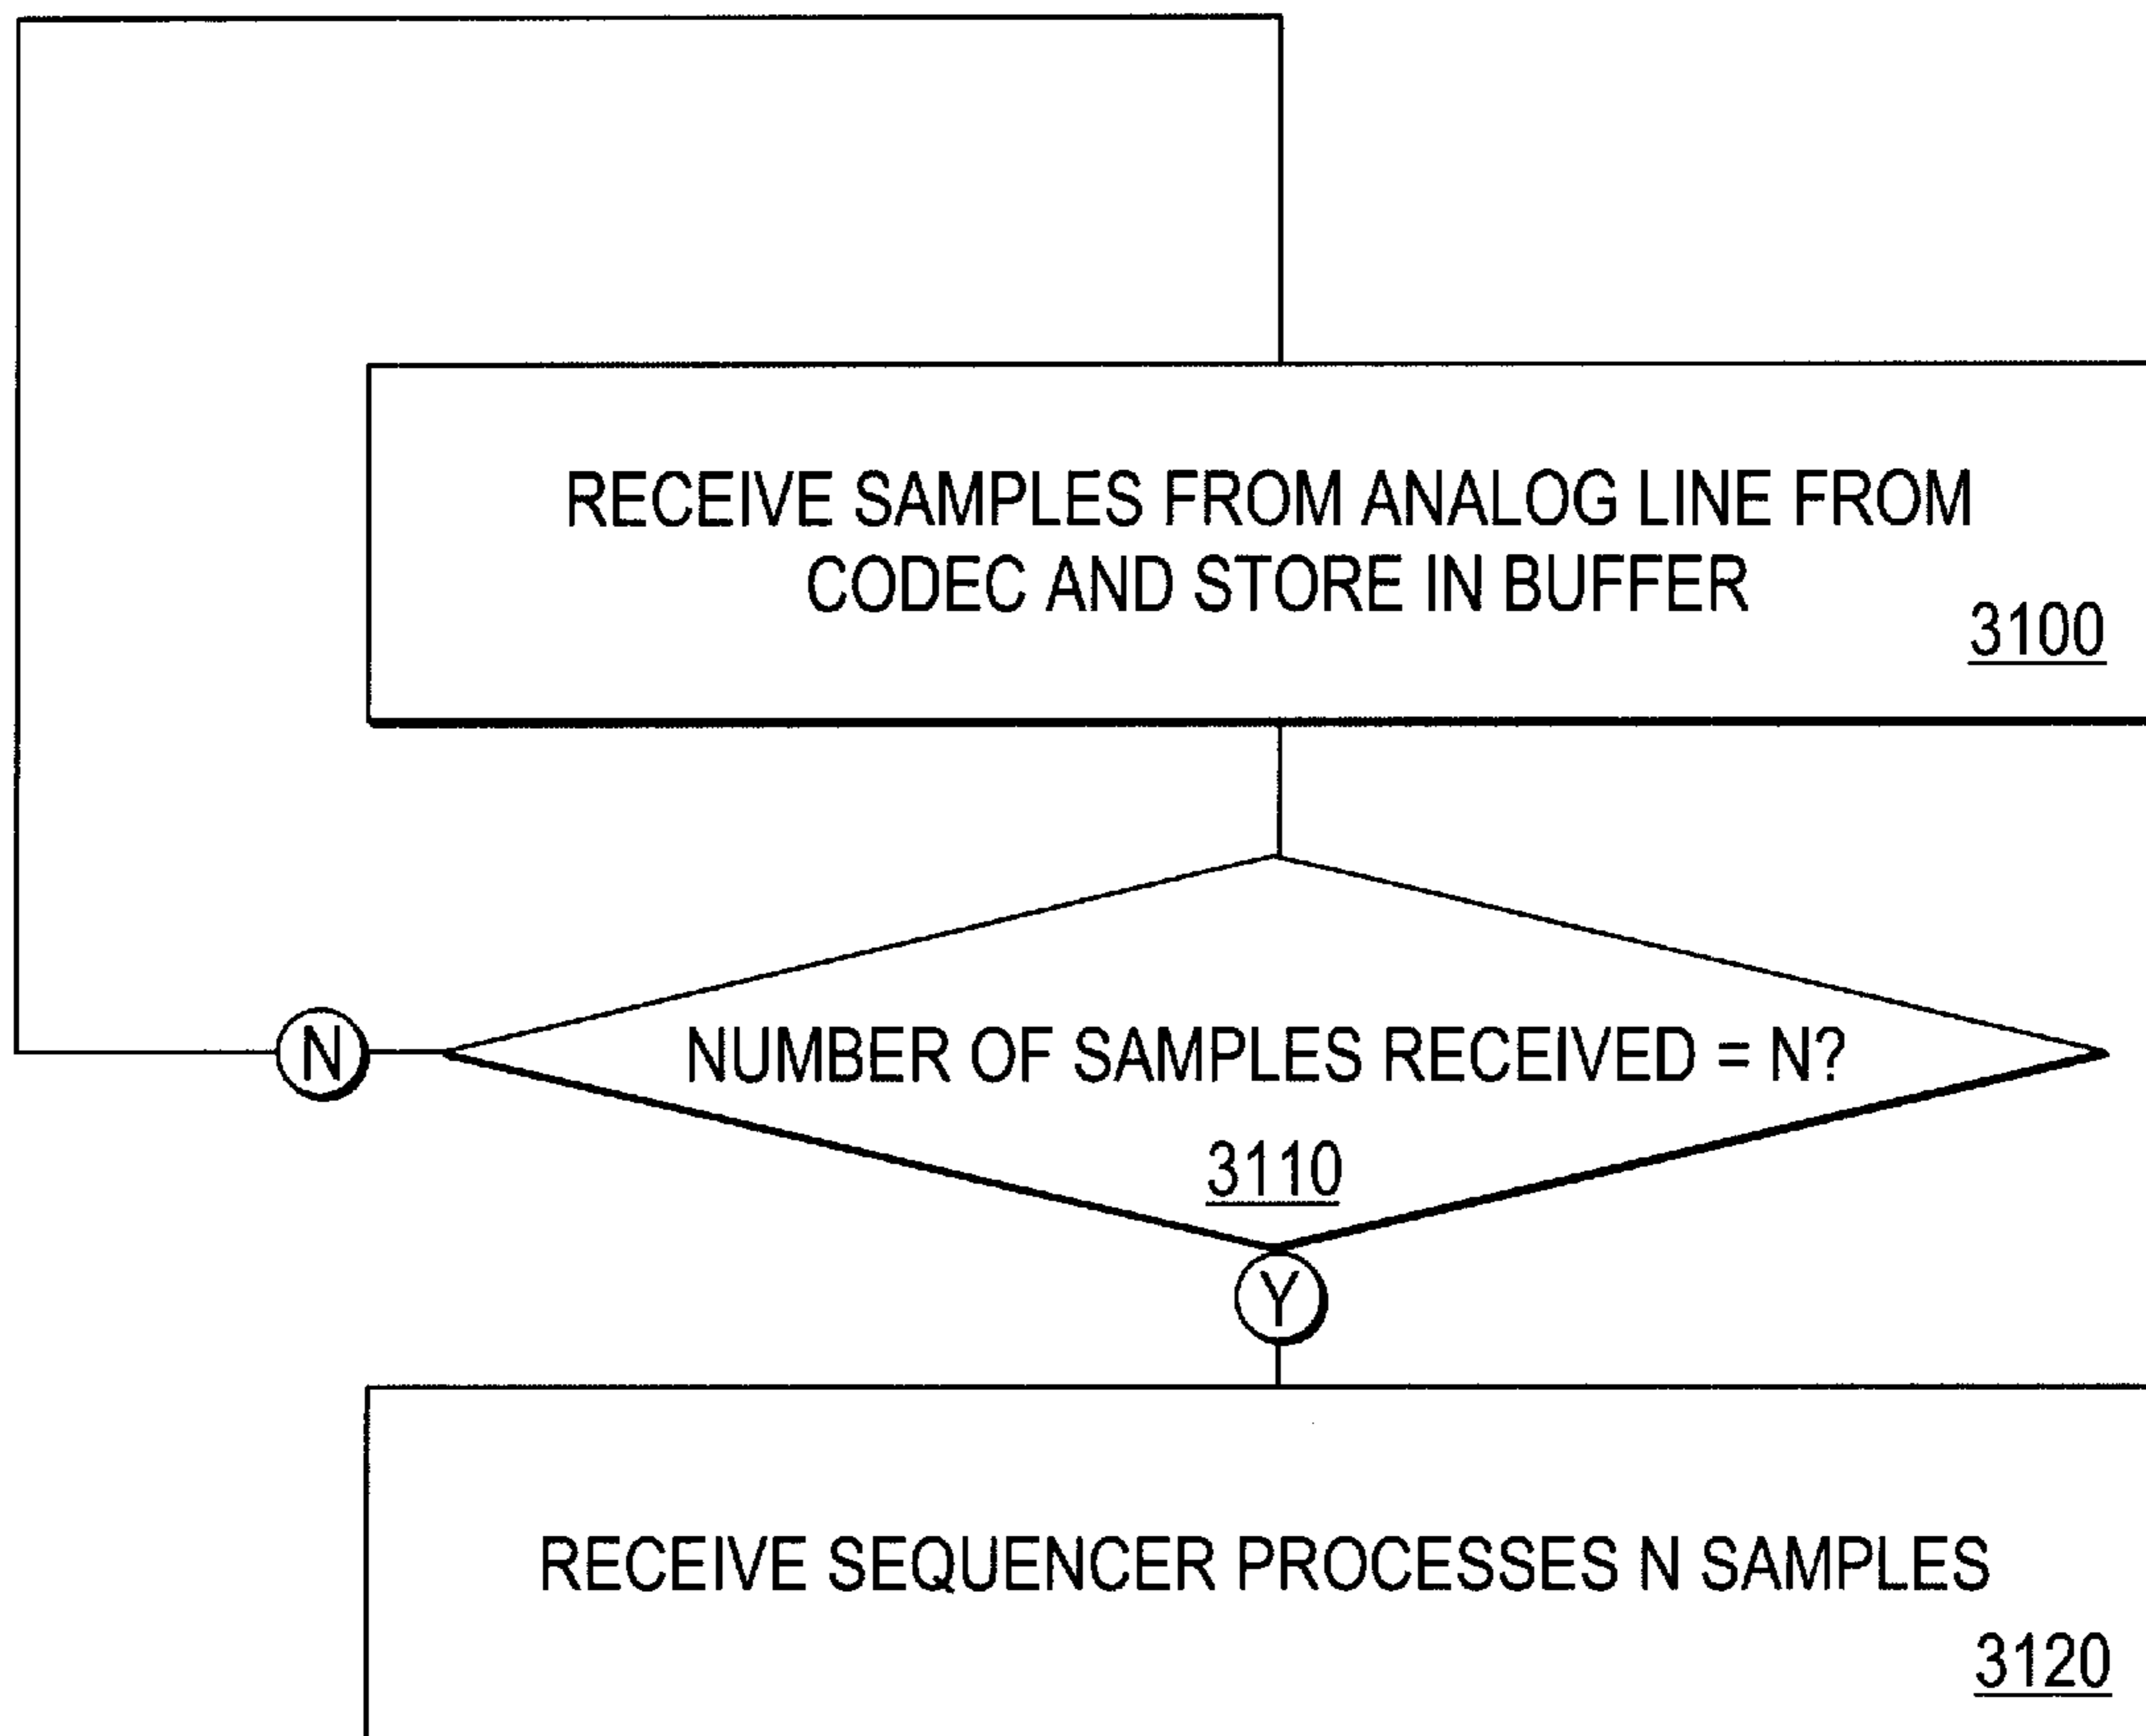 RECEIVE SAMPLES FROM ANALOG LINE FROM
CODEC AND STORE IN BUFFER
3100
N
NUMBER OF SAMPLES RECEIVED = N?
3110
Y
RECEIVE SEQUENCER PROCESSES N SAMPLES
3120